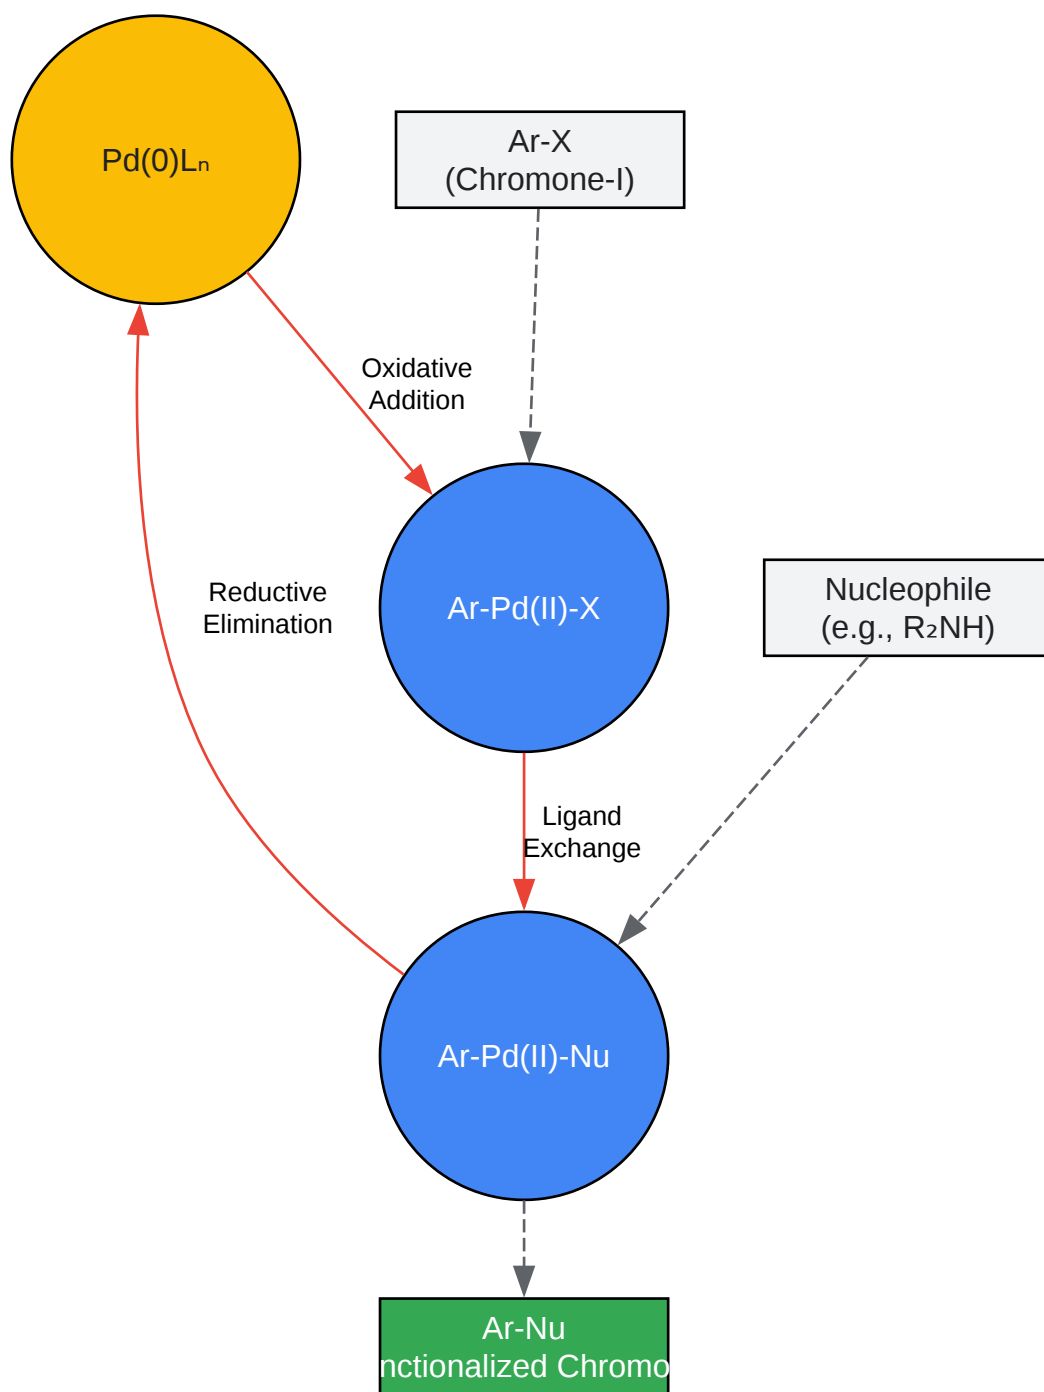 Pd(0)Lₙ
Ar-X
(Chromone-I)
Oxidative
Addition
Reductive
Elimination
Ar-Pd(II)-X
Nucleophile
(e.g., R₂NH)
Ligand
Exchange
Ar-Pd(II)-Nu
Ar-Nu
nctionalized Chromo